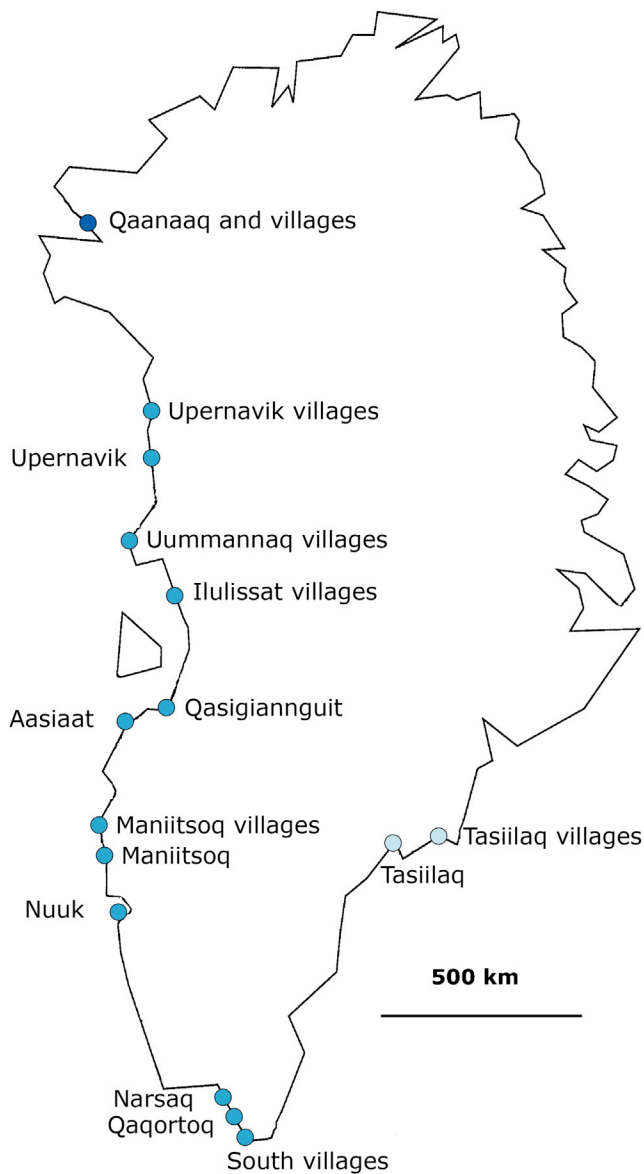 Qaanaaq and villages
Upernavik villages
Upernavik
Uummannaq villages
Ilulissat villages
Qasigiannguit
Aasiaat
Maniitsoq villages
Tasiilaq villages
Maniitsoq
Tasiilaq
Nuuk
500 km
Narsaq
Qaqortoq
South villages